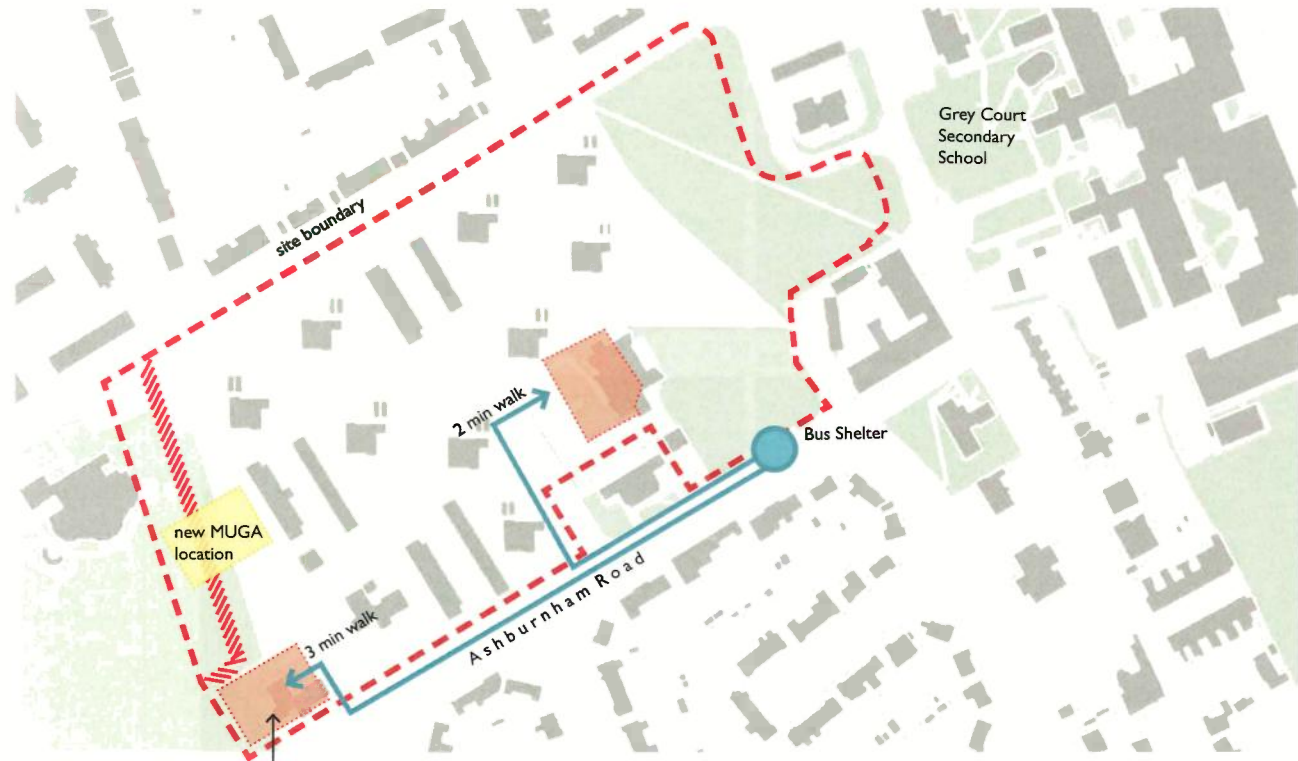 Grey Court
Secondary
School
site boundary
2 min walk
Bus Shelter
new MUGA
location
Ashburnham Road
3 min walk